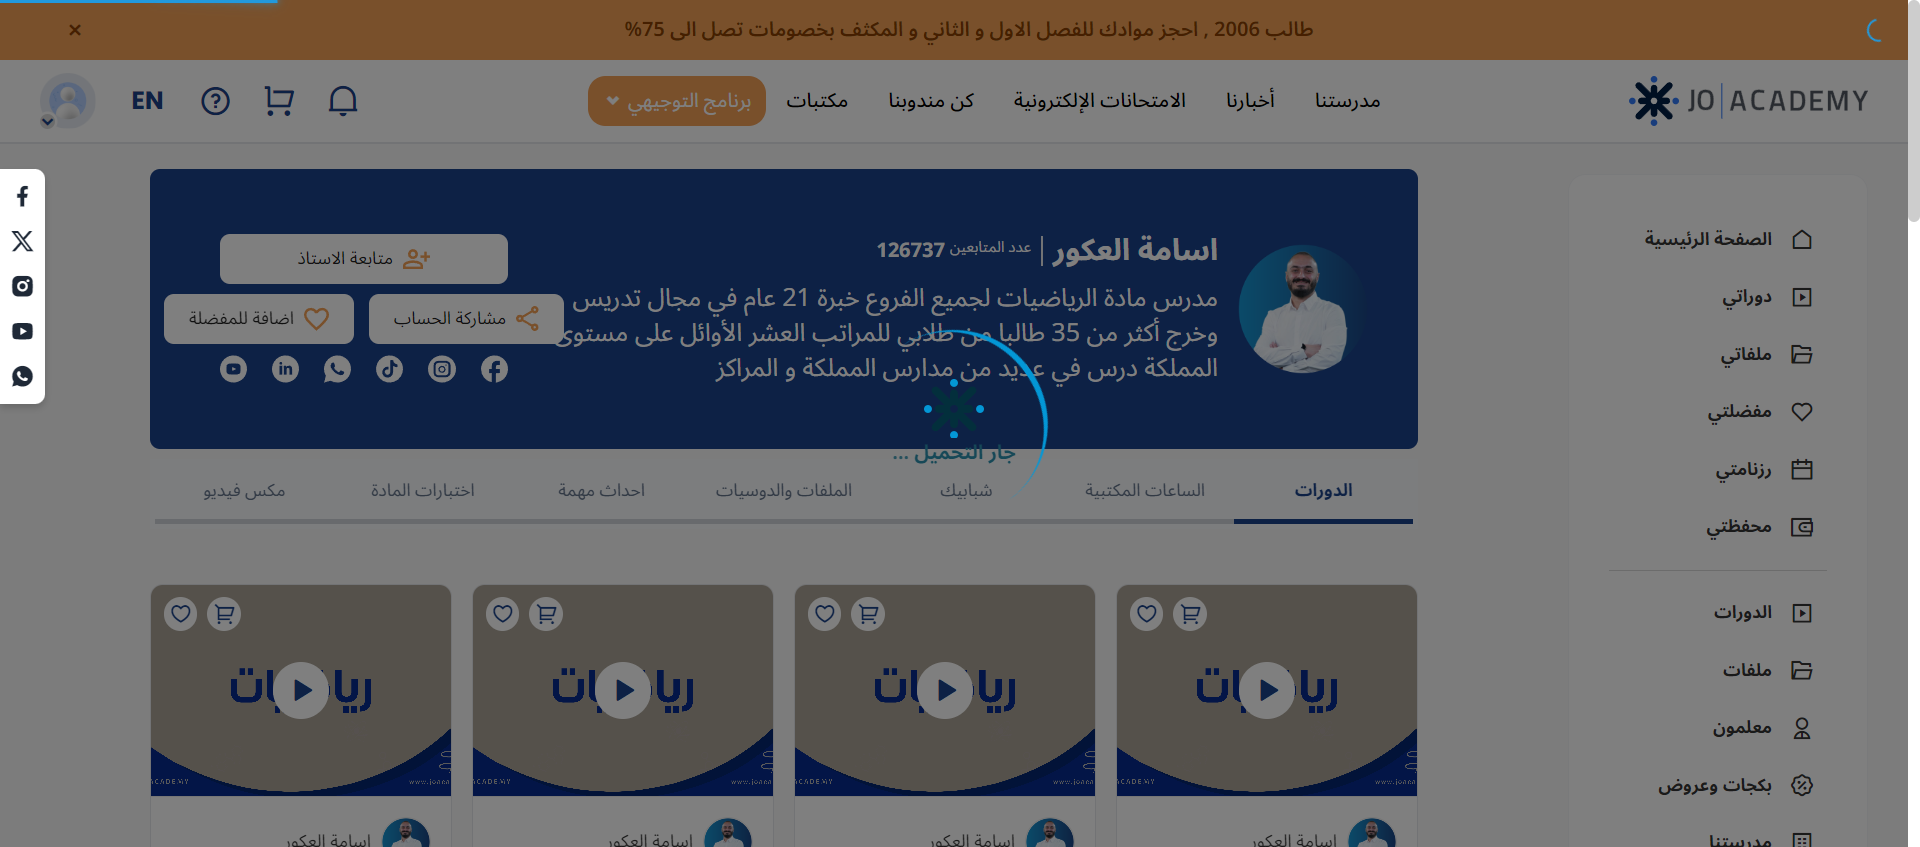 طالب 2006 , احجز موادك للفصل الاول و الثاني و المكثف بخصومات تصل الى 75%
JO ACADEMY
مدرستنا
أخبارنا
الامتحانات الإلكترونية
كن مندوبنا
مكتبات
برنامج التوجيهي
EN
الصفحة الرئيسية
دوراتي
ملفاتي
مفضلتي
رزنامتي
محفظتي
الدورات
ملفات
معلمون
بكجات وعروض
مدرستنا
اسامة العكور
عدد المتابعين 126737
مدرس مادة الرياضيات لجميع الفروع خبرة 21 عام في مجال تدريس
وخرج أكثر من 35 طالبا من طلابي للمراتب العشر الأوائل على مستوى
المملكة درس في عديد من مدارس المملكة و المراكز
متابعة الاستاذ
مشاركة الحساب
اضافة للمفضلة
جار التحميل ...
الدورات
الساعات المكتبية
شبابيك
الملفات والدوسيات
احداث مهمة
اختبارات المادة
مكس فيديو
اسامة العكور
اسامة العكور
اسامة العكور
اسامة العكور